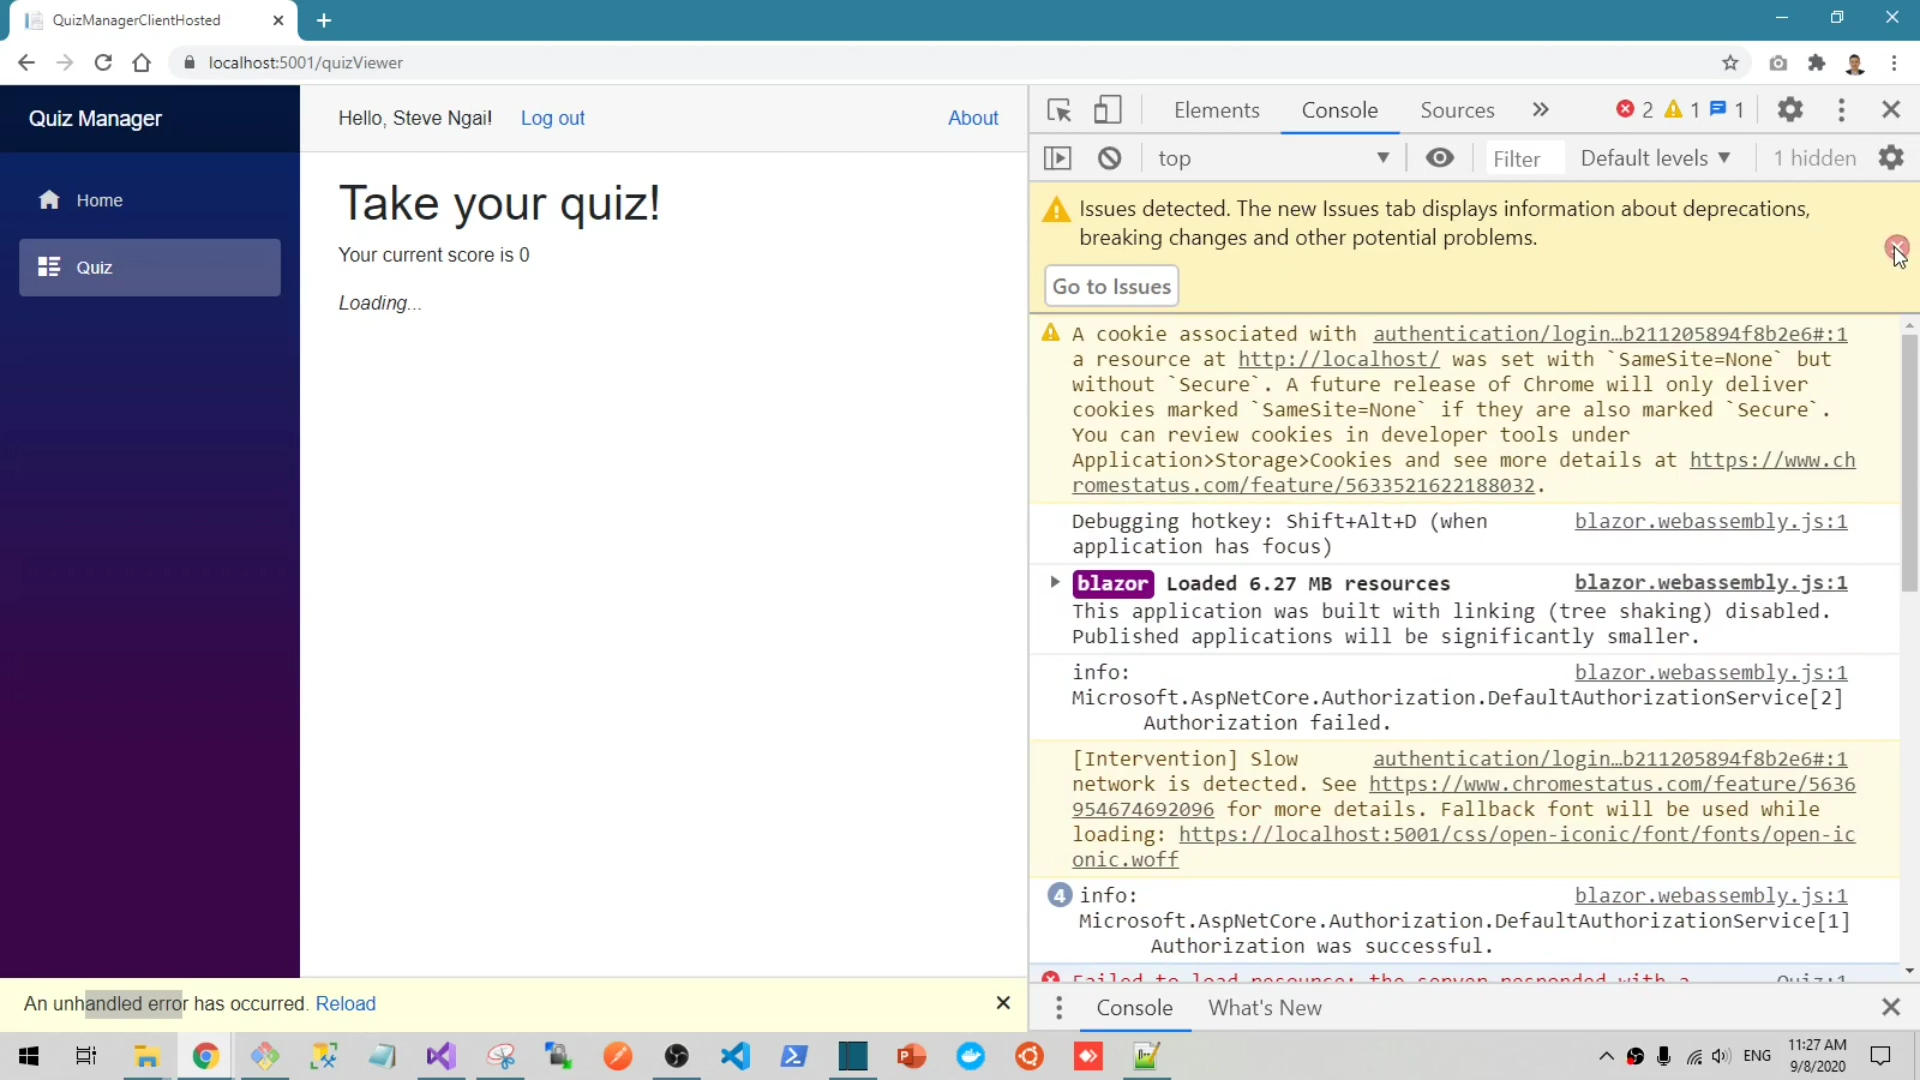 QuizManagerClientHosted
localhost:5001/quizViewer
Quiz Manager
Home
Quiz
Hello, Steve Ngai!
Log out
About
Take your quiz!
Your current score is 0
Loading...
An unhandled error has occurred. Reload
Elements
Console
Sources
2
1
1
top
Filter
Default levels
1 hidden
Issues detected. The new Issues tab displays information about deprecations,
breaking changes and other potential problems.
Go to Issues
A cookie associated with authentication/login…b211205894f8b2e6#:1
a resource at http://localhost/ was set with `SameSite=None` but
without `Secure`. A future release of Chrome will only deliver
cookies marked `SameSite=None` if they are also marked `Secure`.
You can review cookies in developer tools under
Application>Storage>Cookies and see more details at https://www.ch
romestatus.com/feature/5633521622188032.
Debugging hotkey: Shift+Alt+D (when blazor.webassembly.js:1
application has focus)
blazor Loaded 6.27 MB resources blazor.webassembly.js:1
This application was built with linking (tree shaking) disabled.
Published applications will be significantly smaller.
info: blazor.webassembly.js:1
Microsoft.AspNetCore.Authorization.DefaultAuthorizationService[2]
Authorization failed.
[Intervention] Slow authentication/login…b211205894f8b2e6#:1
network is detected. See https://www.chromestatus.com/feature/5636
954674692096 for more details. Fallback font will be used while
loading: https://localhost:5001/css/open-iconic/font/fonts/open-ic
onic.woff
4 info: blazor.webassembly.js:1
Microsoft.AspNetCore.Authorization.DefaultAuthorizationService[1]
Authorization was successful.
Failed to load resource: the server responded with a Quiz:1
Console
What's New
ENG
11:27 AM
9/8/2020